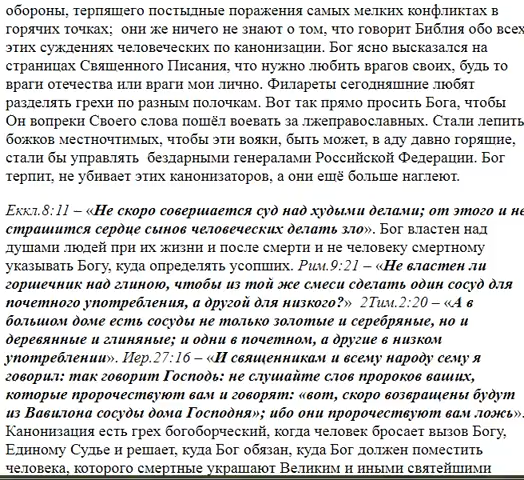 обороны, терпящего постыдные поражения самых мелких конфликтах в
горячих точках;  они же ничего не знают о том, что говорит Библия обо всех
этих суждениях человеческих по канонизации. Бог ясно высказался на
страницах Священного Писания, что нужно любить врагов своих, будь то
враги отечества или враги мои лично. Филареты сегодняшние любят
разделять грехи по разным полочкам. Вот так прямо просить Бога, чтобы
Он вопреки Своего слова пошёл воевать за лжеправославных. Стали лепить
божков местночтимых, чтобы эти вояки, быть может, в аду давно горящие,
стали бы управлять  бездарными генералами Российской Федерации. Бог
терпит, не убивает этих канонизаторов, а они ещё больше наглеют.
Еккл.8:11 – «Не скоро совершается суд над худыми делами; от этого и не
страшится сердце сынов человеческих делать зло». Бог властен над
душами людей при их жизни и после смерти и не человеку смертному
указывать Богу, куда определять усопших. Рим.9:21 – «Не властен ли
горшечник над глиною, чтобы из той же смеси сделать один сосуд для
почетного употребления, а другой для низкого?»  2Тим.2:20 – «А в
большом доме есть сосуды не только золотые и серебряные, но и
деревянные и глиняные; и одни в почетном, а другие в низком
употреблении». Иер.27:16 – «И священникам и всему народу сему я
говорил: так говорит Господь: не слушайте слов пророков ваших,
которые пророчествуют вам и говорят: «вот, скоро возвращены будут
из Вавилона сосуды дома Господня»; ибо они пророчествуют вам ложь».
Канонизация есть грех богоборческий, когда человек бросает вызов Богу,
Единому Судье и решает, куда Бог обязан, куда Бог должен поместить
человека, которого смертные украшают Великим и иными святейшими